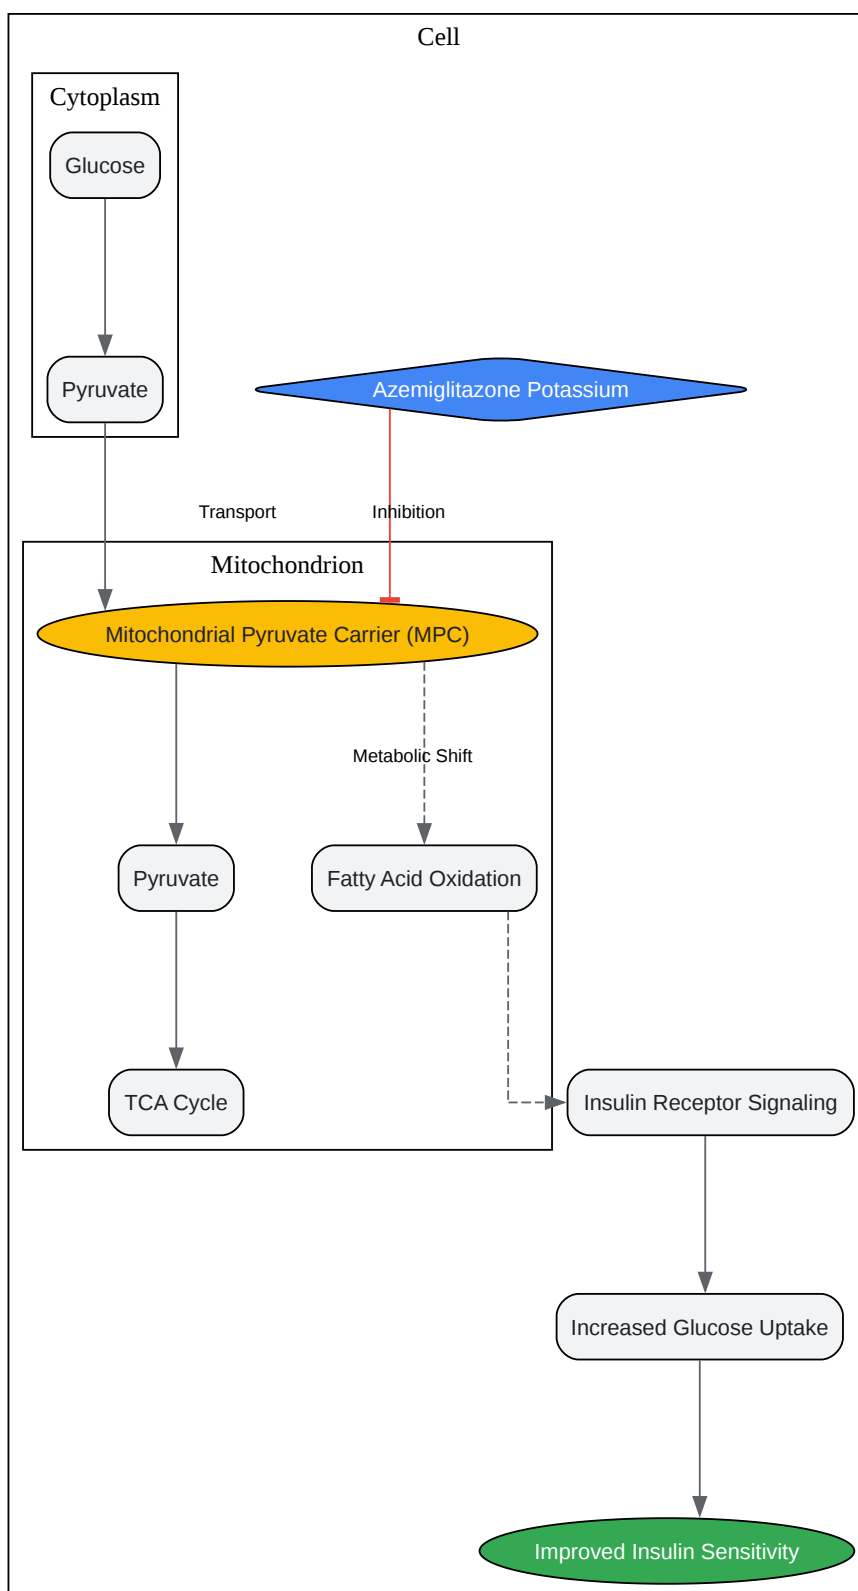 Cell
Cytoplasm
Glucose
Pyruvate
Azemiglitazone Potassium
Transport
Inhibition
Mitochondrion
Mitochondrial Pyruvate Carrier (MPC)
Metabolic Shift
Pyruvate
Fatty Acid Oxidation
TCA Cycle
Insulin Receptor Signaling
Increased Glucose Uptake
Improved Insulin Sensitivity